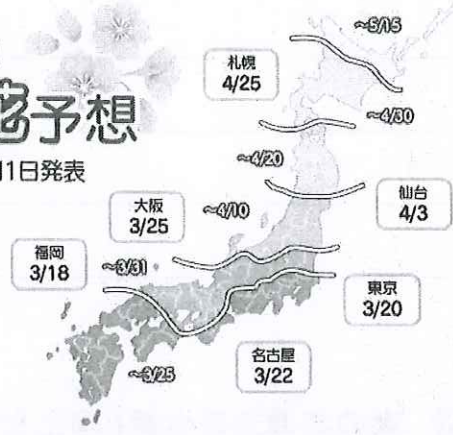 花予想
1日発表
~5/15
札幌
4/25
~4/30
~4/20
仙台
4/3
大阪
3/25
~4/10
福岡
3/18
~3/31
東京
3/20
名古屋
3/22
~3/25